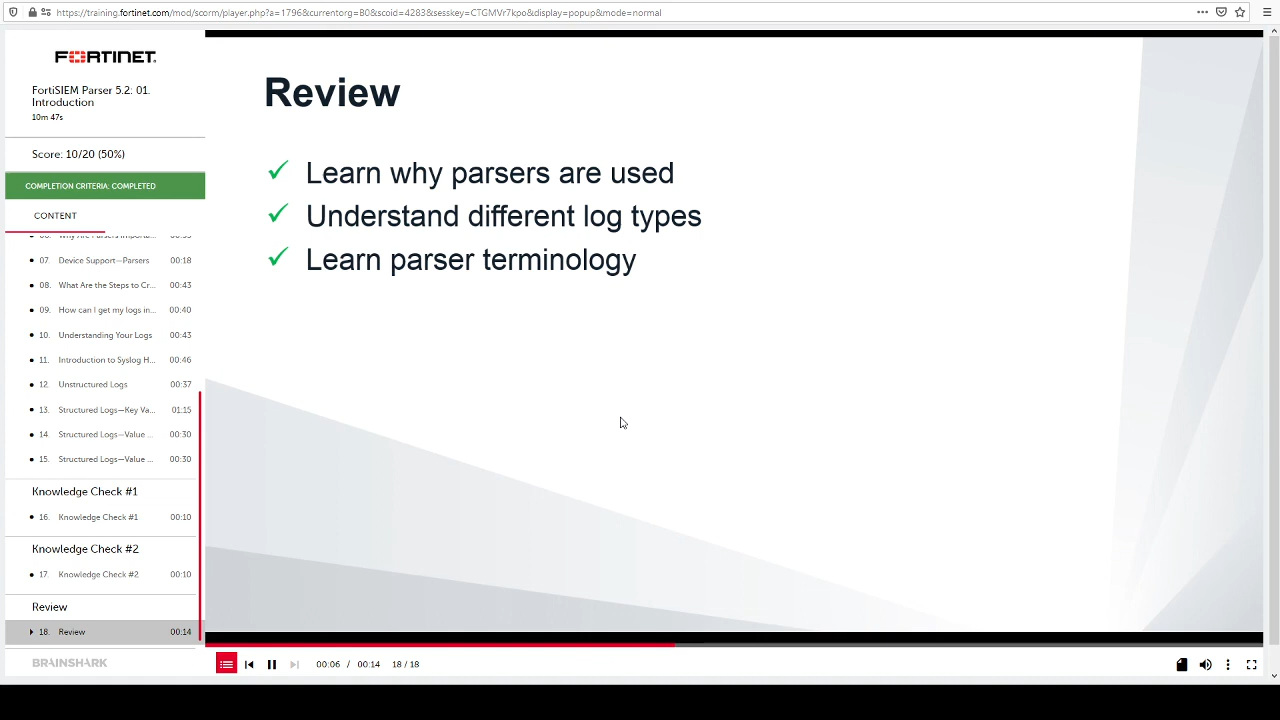 https://training.fortinet.com/mod/scorm/player.php?a=1796&currentorg=B0&scoid=4283&sesskey=CTGMVr7kpo&display=popup&mode=normal
FORTINET
FortiSIEM Parser 5.2: 01.
Introduction
10m 47s
Score: 10/20 (50%)
COMPLETION CRITERIA: COMPLETED
CONTENT
07. Device Support—Parsers 00:18
08. What Are the Steps to Cr... 00:43
09. How can I get my logs in... 00:40
10. Understanding Your Logs 00:43
11. Introduction to Syslog H... 00:46
12. Unstructured Logs 00:37
13. Structured Logs—Key Va... 01:15
14. Structured Logs—Value ... 00:30
15. Structured Logs—Value ... 00:30
Knowledge Check #1
16. Knowledge Check #1 00:10
Knowledge Check #2
17. Knowledge Check #2 00:10
Review
18. Review 00:14
BRAINSHARK
Review
Learn why parsers are used
Understand different log types
Learn parser terminology
00:06 / 00:14 18 / 18